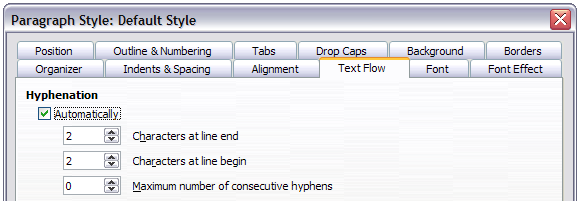 Paragraph Style: Default Style
Position Outline & Numbering Tabs Drop Caps Background Borders
Organizer Indents & Spacing Alignment Text Flow Font Font Effect
Hyphenation
Automatically
2 Characters at line end
2 Characters at line begin
0 Maximum number of consecutive hyphens